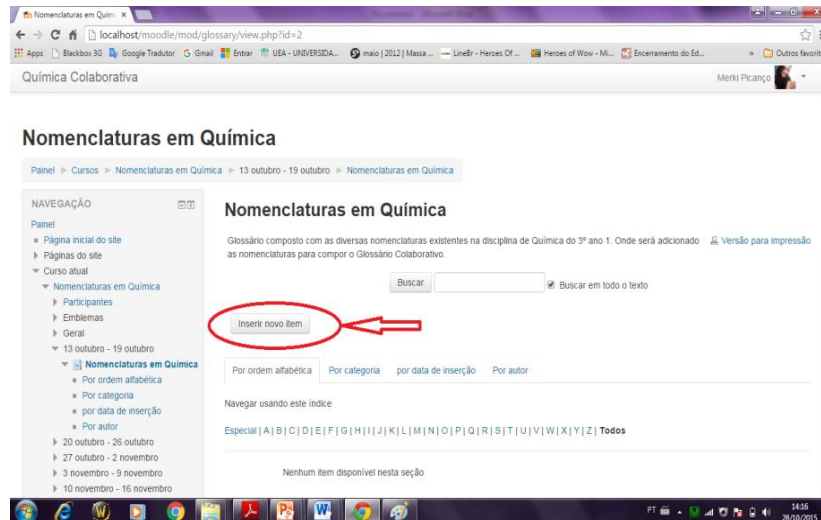 Nomenclaturas em Quím
localhost/moodle/mod/glossary/view.php?id=2
Apps Blackbox 3G Google Tradutor Gmail Entrar UEA - UNIVERSIDA... maio | 2012 | Massa ... LineBr - Heroes Of ... Heroes of Wow - Mi... Encerramento do Ed... » Outros favorit
Química Colaborativa Merki Picanço
Nomenclaturas em Química
Painel Cursos Nomenclaturas em Química 13 outubro - 19 outubro Nomenclaturas em Química
NAVEGAÇÃO
Painel
Página inicial do site
Páginas do site
Curso atual
Nomenclaturas em Química
Participantes
Emblemas
Geral
13 outubro - 19 outubro
Nomenclaturas em Química
Por ordem alfabética
Por categoria
por data de inserção
Por autor
20 outubro - 26 outubro
27 outubro - 2 novembro
3 novembro - 9 novembro
10 novembro - 16 novembro
Nomenclaturas em Química
Glossário composto com as diversas nomenclaturas existentes na disciplina de Química do 3º ano 1. Onde será adicionado
as nomenclaturas para compor o Glossário Colaborativo.
Versão para impressão
Buscar Buscar em todo o texto
Inserir novo item
Por ordem alfabética Por categoria por data de inserção Por autor
Navegar usando este índice
Especial | A | B | C | D | E | F | G | H | I | J | K | L | M | N | O | P | Q | R | S | T | U | V | W | X | Y | Z | Todos
Nenhum item disponível nesta seção
PT 14:16
28/10/2015